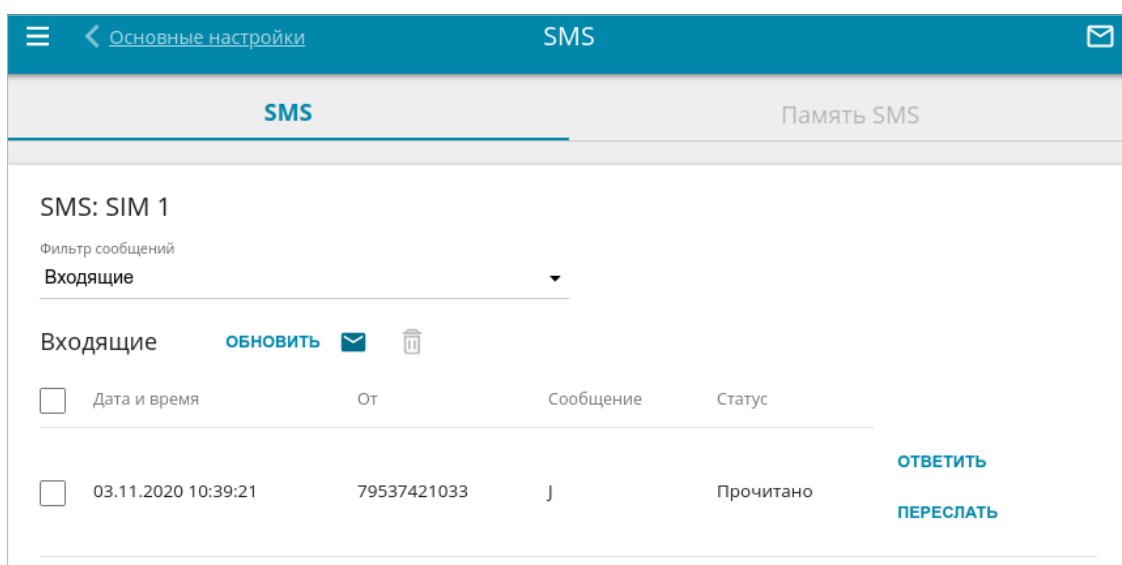 Основные настройки SMS
SMS Память SMS
SMS: SIM 1
Фильтр сообщений
Входящие
Входящие ОБНОВИТЬ
Дата и время От Сообщение Статус
ОТВЕТИТЬ
03.11.2020 10:39:21 79537421033 J Прочитано
ПЕРЕСЛАТЬ